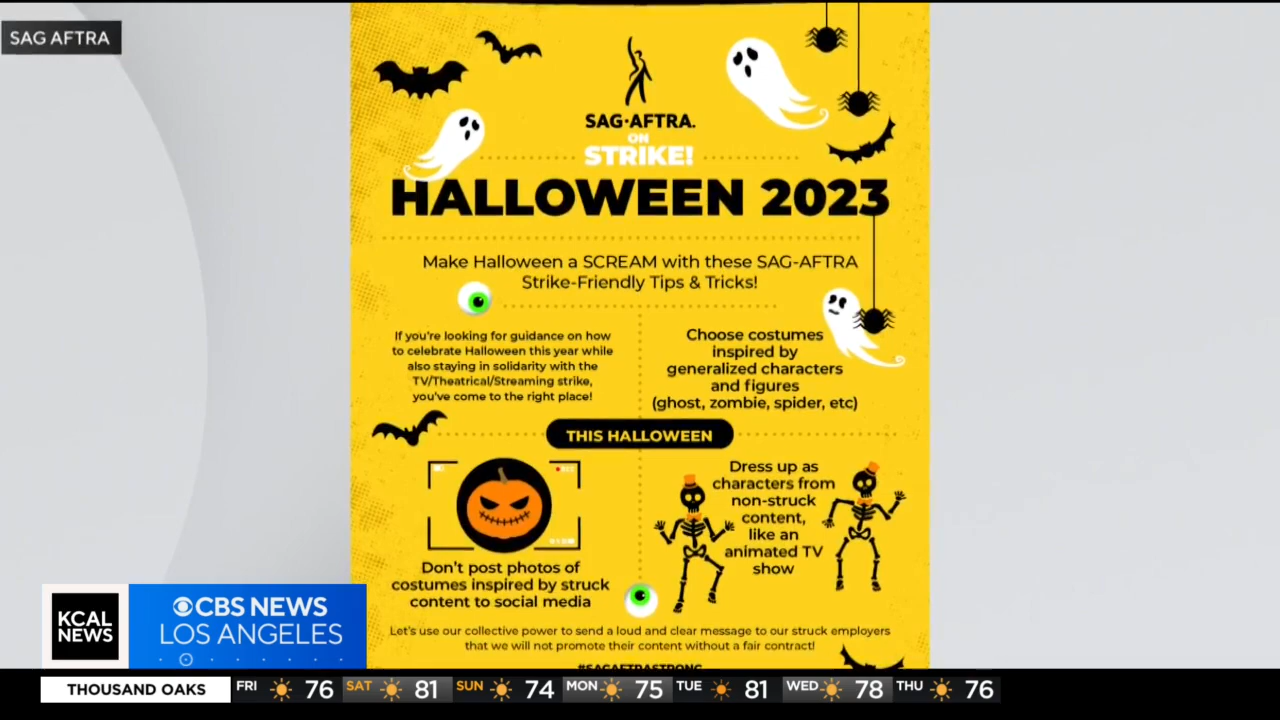 SAG AFTRA
SAG·AFTRA.
ON
STRIKE!
HALLOWEEN 2023
Make Halloween a SCREAM with these SAG-AFTRA
Strike-Friendly Tips & Tricks!
If you're looking for guidance on how
to celebrate Halloween this year while
also staying in solidarity with the
TV/Theatrical/Streaming strike,
you've come to the right place!
Choose costumes
inspired by
generalized characters
and figures
(ghost, zombie, spider, etc)
THIS HALLOWEEN
Don't post photos of
costumes inspired by struck
content to social media
Dress up as
characters from
non-struck
content,
like an
animated TV
show
Let's use our collective power to send a loud and clear message to our struck employers
that we will not promote their content without a fair contract!
#SAGAFTRASTRONG
KCAL
NEWS
CBS NEWS
LOS ANGELES
THOUSAND OAKS FRI 76 SAT 81 SUN 74 MON 75 TUE 81 WED 78 THU 76